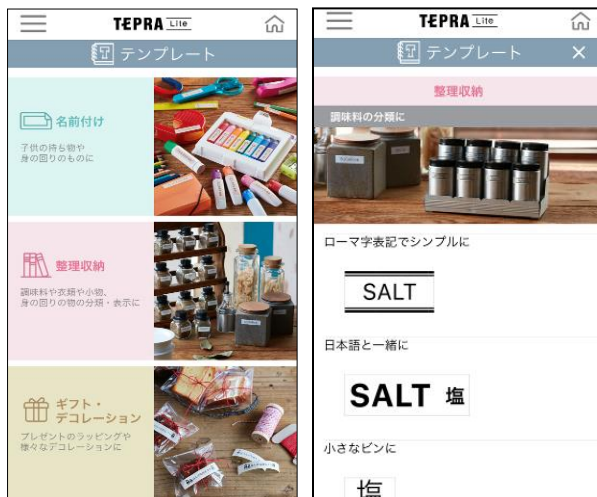 TEPRA Lite
テンプレート
名前付け
子供の持ち物や
身の回りのものに
整理収納
調味料や衣類や小物、
身の回りの物の分類・表示に
ギフト・
デコレーション
プレゼントのラッピングや
様々なデコレーションに
TEPRA Lite
テンプレート
整理収納
調味料の分類に
ローマ字表記でシンプルに
SALT
日本語と一緒に
SALT 塩
小さなビンに
塩